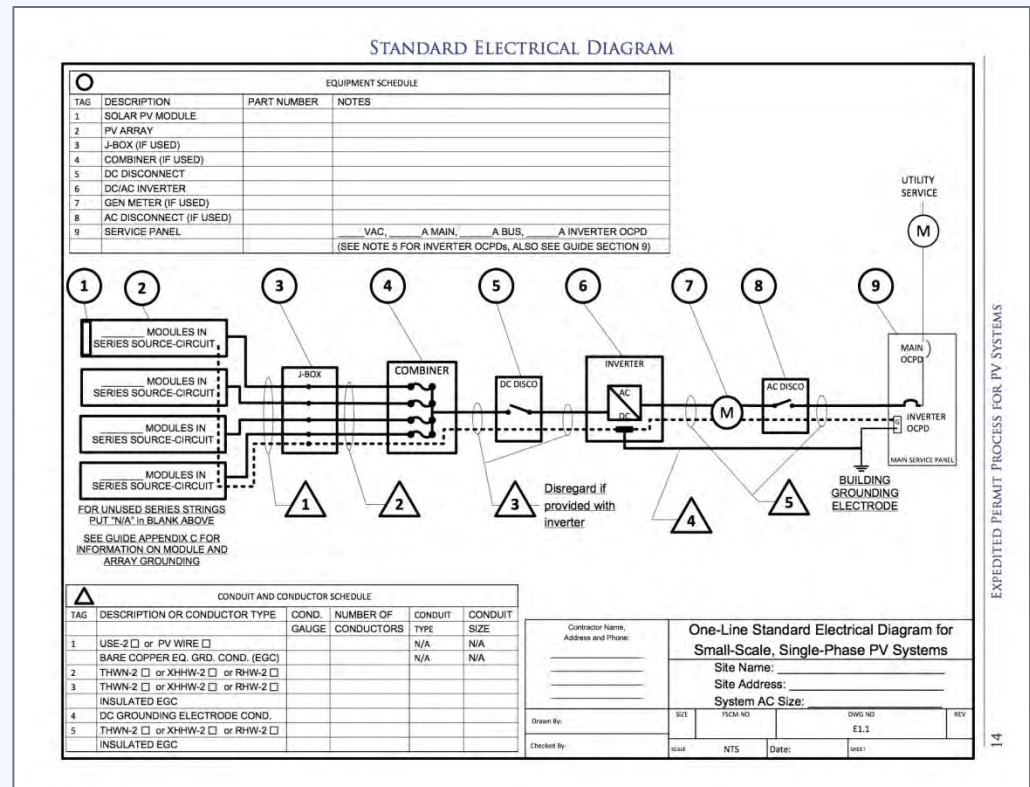 STANDARD ELECTRICAL DIAGRAM
EQUIPMENT SCHEDULE
TAG DESCRIPTION PART NUMBER NOTES
1 SOLAR PV MODULE
2 PV ARRAY
3 J-BOX (IF USED)
4 COMBINER (IF USED)
5 DC DISCONNECT
6 DC/AC INVERTER
7 GEN METER (IF USED)
8 AC DISCONNECT (IF USED)
9 SERVICE PANEL _____VAC, _____A MAIN, _____A BUS, _____A INVERTER OCPD
(SEE NOTE 5 FOR INVERTER OCPDs, ALSO SEE GUIDE SECTION 9)
UTILITY
SERVICE
M
1 2 3 4 5 6 7 8 9
_______ MODULES IN
SERIES SOURCE-CIRCUIT
_______ MODULES IN
SERIES SOURCE-CIRCUIT
_______ MODULES IN
SERIES SOURCE-CIRCUIT
_______ MODULES IN
SERIES SOURCE-CIRCUIT
J-BOX
COMBINER
DC DISCO
INVERTER
AC
DC
M
AC DISCO
MAIN
OCPD
INVERTER
OCPD
G
MAIN SERVICE PANEL
BUILDING
GROUNDING
ELECTRODE
1 2 3 4 5
Disregard if
provided with
inverter
FOR UNUSED SERIES STRINGS
PUT "N/A" in BLANK ABOVE
SEE GUIDE APPENDIX C FOR
INFORMATION ON MODULE AND
ARRAY GROUNDING
CONDUIT AND CONDUCTOR SCHEDULE
TAG DESCRIPTION OR CONDUCTOR TYPE COND. NUMBER OF CONDUIT CONDUIT
GAUGE CONDUCTORS TYPE SIZE
1 USE-2 □ or PV WIRE □ N/A N/A
BARE COPPER EQ. GRD. COND. (EGC) N/A N/A
2 THWN-2 □ or XHHW-2 □ or RHW-2 □
3 THWN-2 □ or XHHW-2 □ or RHW-2 □
INSULATED EGC
4 DC GROUNDING ELECTRODE COND.
5 THWN-2 □ or XHHW-2 □ or RHW-2 □
INSULATED EGC
Contractor Name,
Address and Phone:
Drawn By:
Checked By:
One-Line Standard Electrical Diagram for
Small-Scale, Single-Phase PV Systems
Site Name: ____________________
Site Address: ____________________
System AC Size: ____________________
SIZE FSCM NO DWG NO REV
E1.1
SCALE NTS Date: SHEET
EXPEDITED PERMIT PROCESS FOR PV SYSTEMS
14